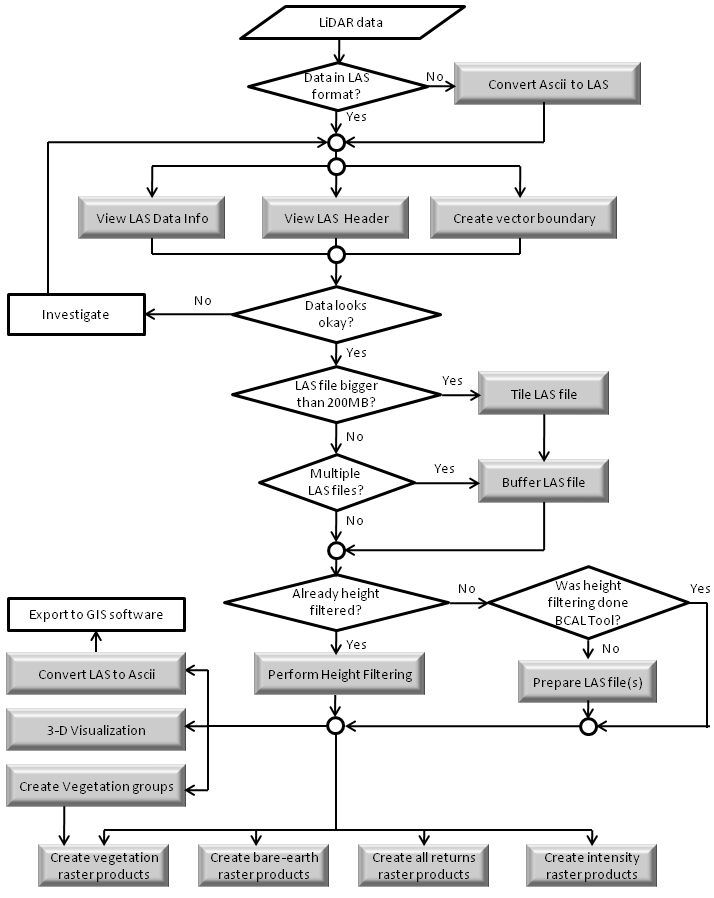 LiDAR data
Data in LAS
format?
No
Convert Ascii to LAS
Yes
View LAS Data Info
View LAS Header
Create vector boundary
Investigate
No
Data looks
okay?
Yes
LAS file bigger
than 200MB?
Yes
Tile LAS file
No
Multiple
LAS files?
Yes
Buffer LAS file
No
Already height
filtered?
No
Was height
filtering done
BCAL Tool?
Yes
Export to GIS software
Yes
No
Convert LAS to Ascii
Perform Height Filtering
Prepare LAS file(s)
3-D Visualization
Create Vegetation groups
Create vegetation
raster products
Create bare-earth
raster products
Create all returns
raster products
Create intensity
raster products